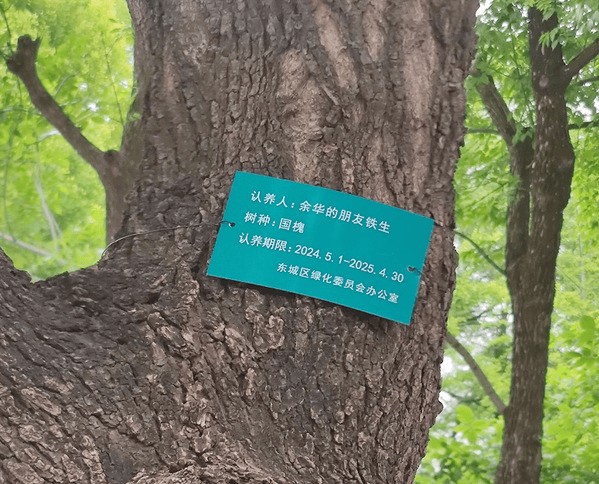 认养人:余华的朋友铁生
树种:国槐
认养期限:2024.5.1-2025.4.30
东城区绿化委员会办公室